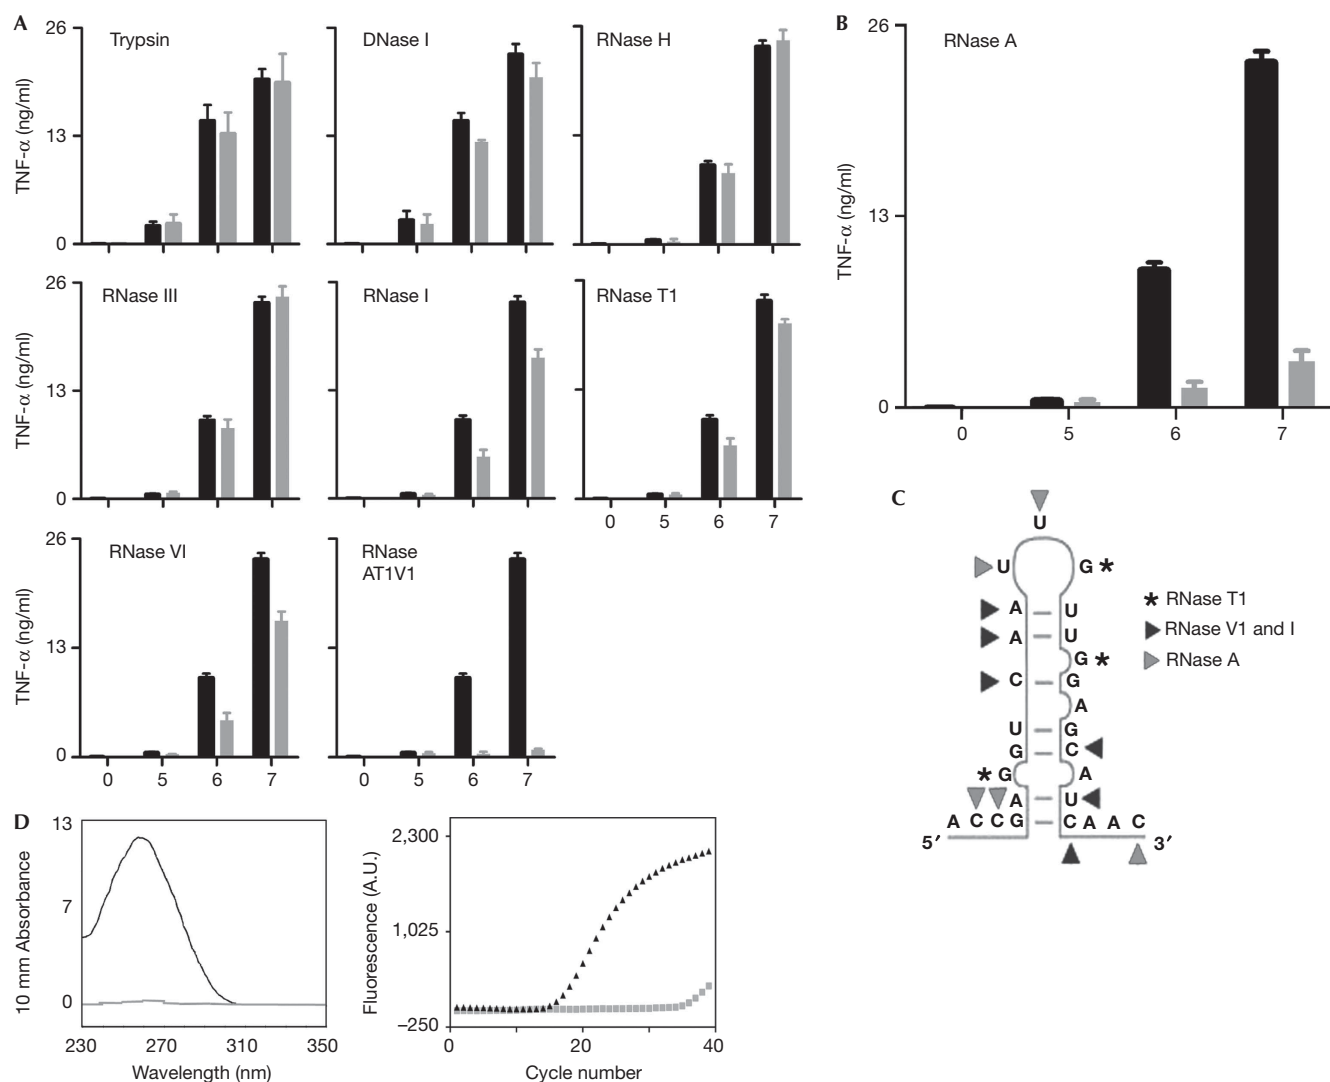 A
26
13
0
TNF-α (ng/ml)
Trypsin
DNase I
RNase H
26
13
0
TNF-α (ng/ml)
RNase III
RNase I
RNase T1
0 5 6 7
26
13
0
TNF-α (ng/ml)
RNase VI
0 5 6 7
RNase
AT1V1
0 5 6 7
B
26
13
0
TNF-α (ng/ml)
RNase A
0 5 6 7
C
U
U G *
A U
A U
G *
C G
A
U G
G C
* G A
A U
A C C G C A A C
5′ 3′
* RNase T1
RNase V1 and I
RNase A
D
13
7
0
10 mm Absorbance
230 270 310 350
Wavelength (nm)
2,300
1,025
–250
Fluorescence (A.U.)
0 20 40
Cycle number